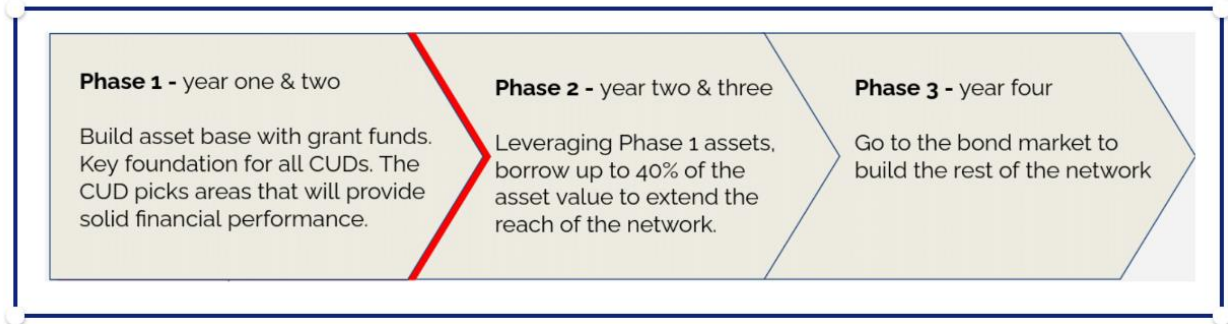 Phase 1 - year one & two
Build asset base with grant funds.
Key foundation for all CUDs. The
CUD picks areas that will provide
solid financial performance.
Phase 2 - year two & three
Leveraging Phase 1 assets,
borrow up to 40% of the
asset value to extend the
reach of the network.
Phase 3 - year four
Go to the bond market to
build the rest of the network